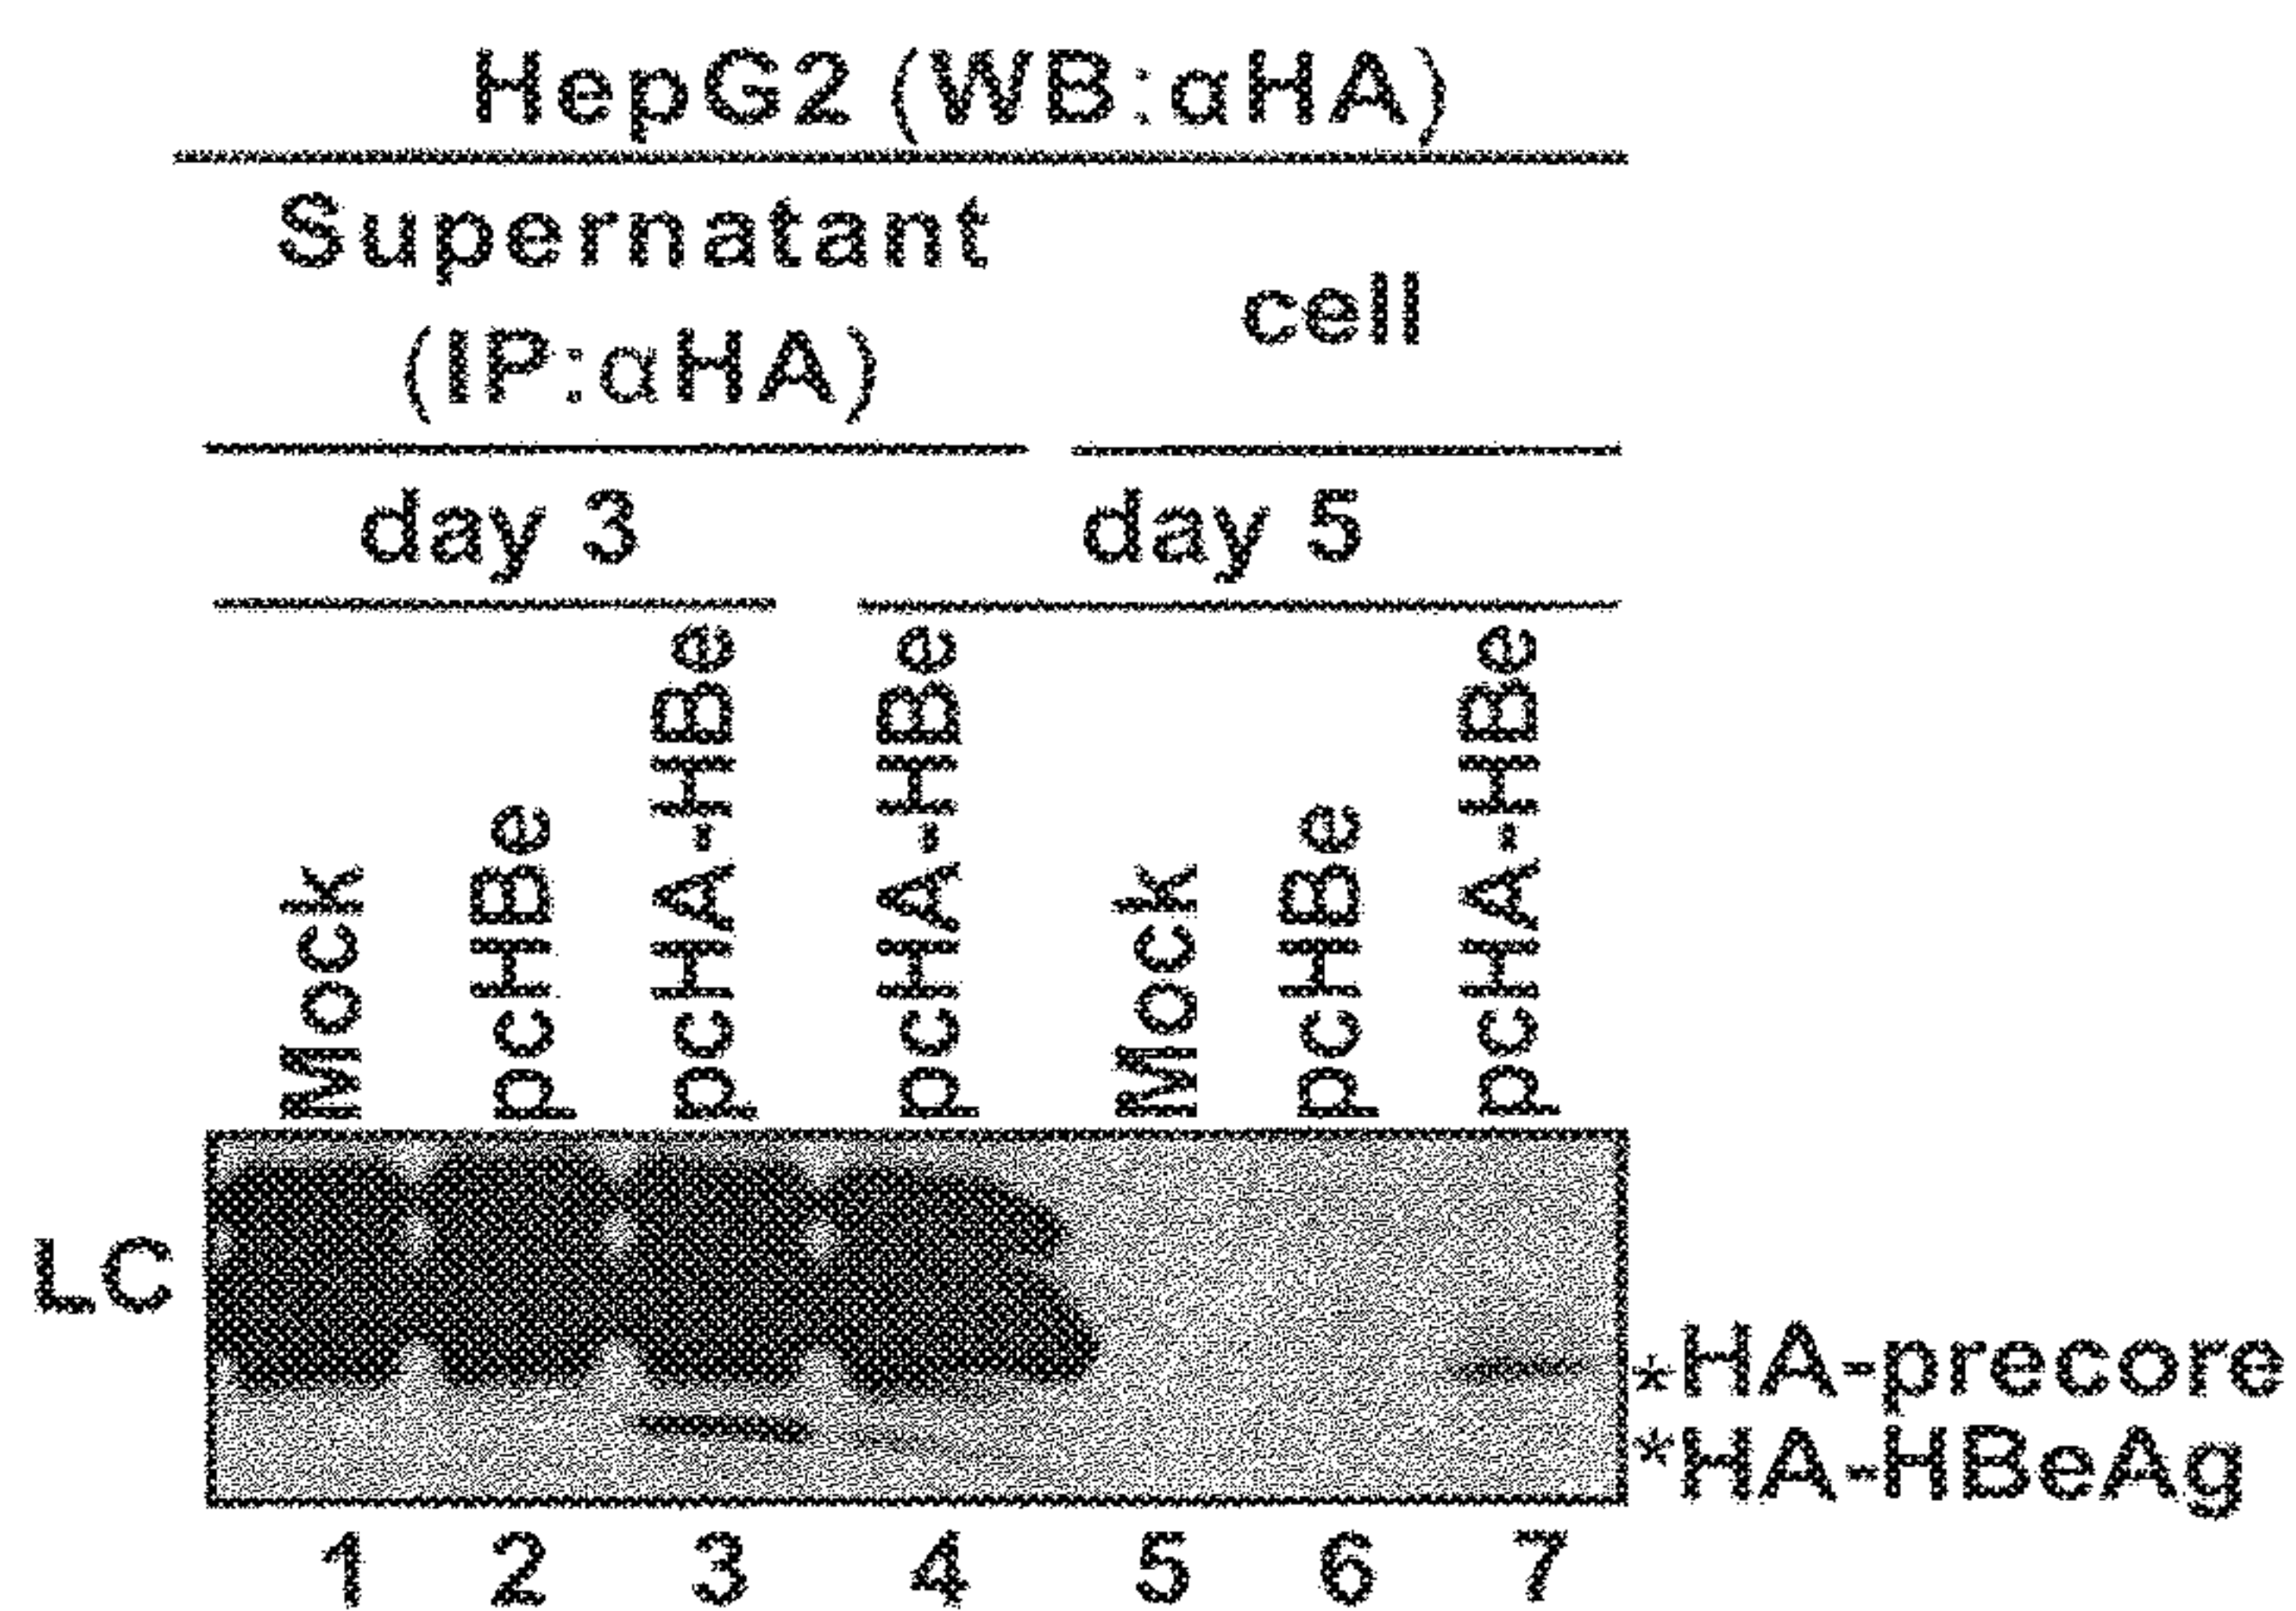 HepG2 (WB:αHA)
Supernatant
(IP:αHA)
cell
day 3
day 5
Mock
pcHBe
pcHA-HBe
pcHA-HBe
Mock
pcHBe
pcHA-HBe
LC
*HA-precore
*HA-HBeAg
1 2 3 4 5 6 7